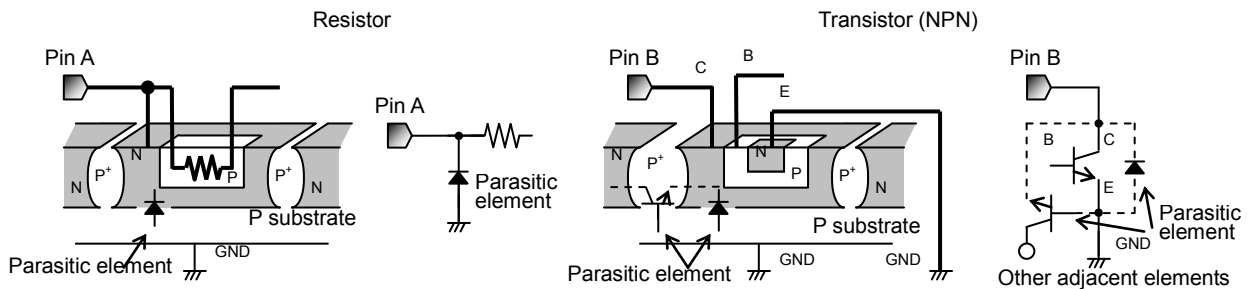 Resistor
Transistor (NPN)
Pin A
Pin A
N
P
N
P+
P+
N
Parasitic
element
P substrate
GND
Parasitic element
Pin B
C
B
E
N
P+
N
P
P+
N
P substrate
GND
GND
Parasitic element
Pin B
B
C
E
Parasitic
element
GND
Other adjacent elements